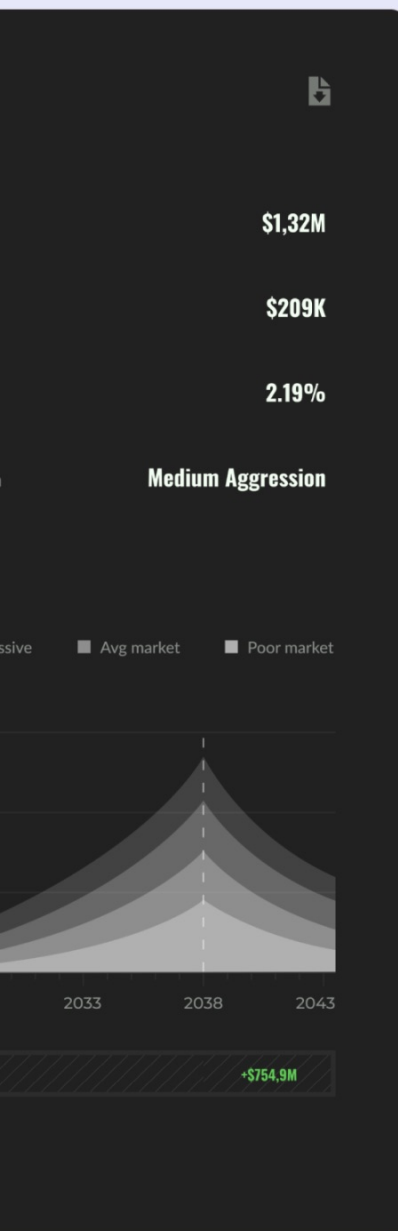 $1,32M
$209K
2.19%
Medium Aggression
ssive Avg market Poor market
2033 2038 2043
+$754,9M